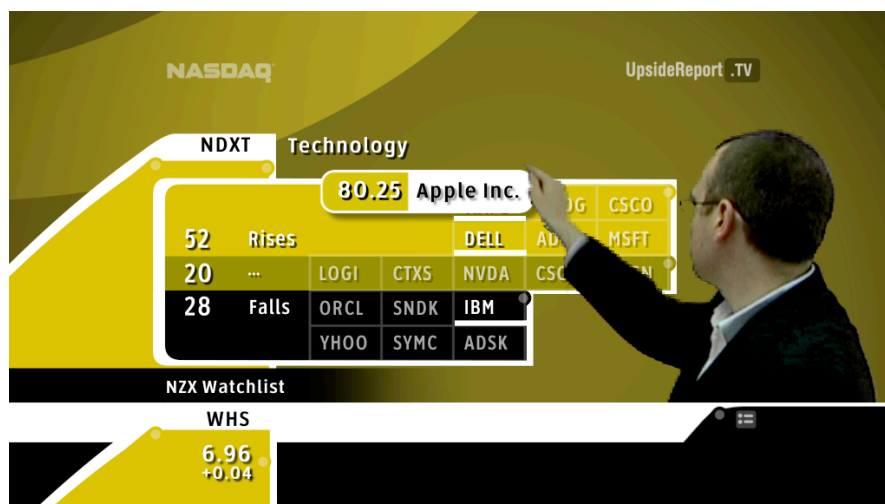 NASDAQ
UpsideReport .TV
NDXT Technology
80.25 Apple Inc.
CSCO
52 Rises DELL MSFT
20 ... LOGI CTXS NVDA
28 Falls ORCL SNDK IBM
YHOO SYMC ADSK
NZX Watchlist
WHS
6.96
+0.04